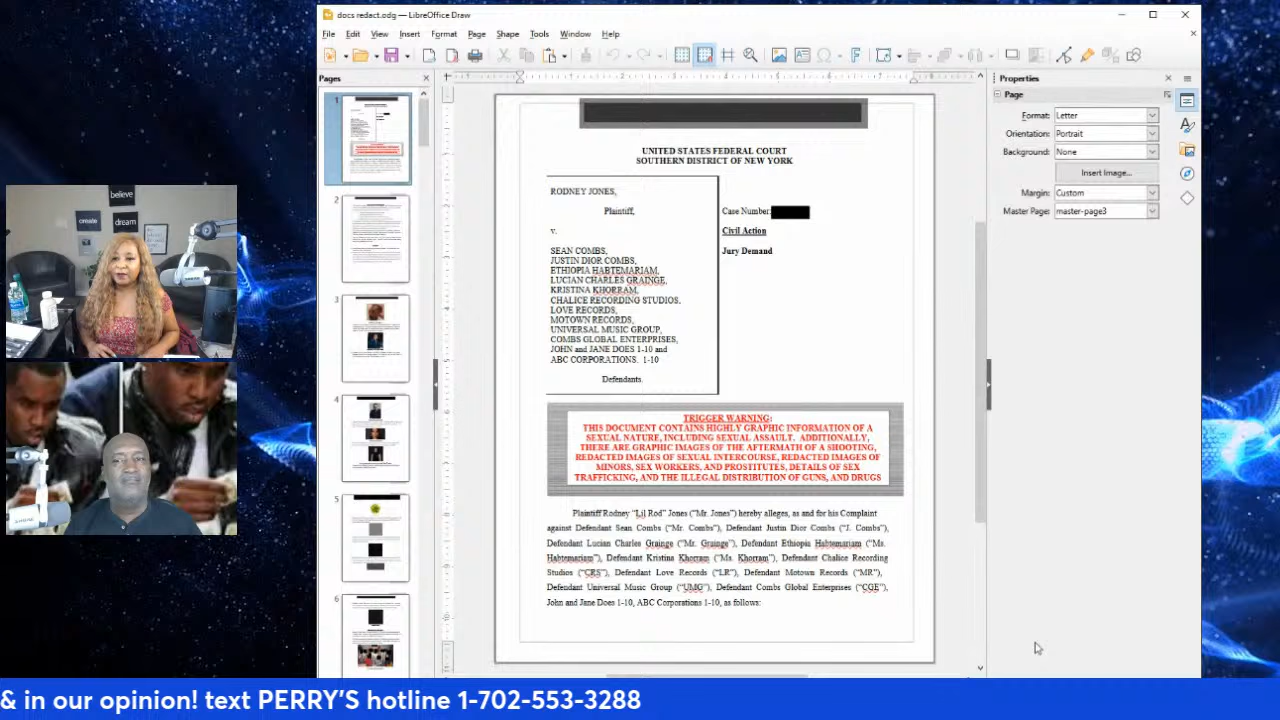 docs redact.odg — LibreOffice Draw
File Edit View Insert Format Page Shape Tools Window Help
Pages
1
2
3
4
5
6
believe
create
dream
UNITED STATES FEDERAL COURT
SOUTHERN DISTRICT OF NEW YORK
RODNEY JONES,
Plaintiff,
v.
SEAN COMBS,
JUSTIN DIOR COMBS,
ETHIOPIA HABTEMARIAM,
LUCIAN CHARLES GRAINGE,
KRISTINA KHORRAM,
CHALICE RECORDING STUDIOS,
LOVE RECORDS,
MOTOWN RECORDS,
UNIVERSAL MUSIC GROUP,
COMBS GLOBAL ENTERPRISES,
JOHN and JANE DOES 1-10 and
ABC CORPORATIONS. 1-10
Defendants.
Case Number:
Civil Action
Jury Demand
TRIGGER WARNING:
THIS DOCUMENT CONTAINS HIGHLY GRAPHIC INFORMATION OF A
SEXUAL NATURE, INCLUDING SEXUAL ASSAULT. ADDITIONALLY,
THERE ARE GRAPHIC IMAGES OF THE AFTERMATH OF A SHOOTING,
REDACTED IMAGES OF SEXUAL INTERCOURSE, REDACTED IMAGES OF
MINORS, SEX WORKERS, AND PROSTITUTES, DETAILS OF SEX
TRAFFICKING, AND THE ILLEGAL DISTRIBUTION OF GUNS, AND DRUGS
Plaintiff Rodney “Lil Rod” Jones (“Mr. Jones”) hereby alleges, as and for his Complaint
against Defendant Sean Combs (“Mr. Combs”), Defendant Justin Dior Combs (“J. Combs”),
Defendant Lucian Charles Grainge (“Mr. Grainge”), Defendant Ethiopia Habtemariam (“Ms.
Habtemariam”), Defendant Kristina Khorram (“Ms. Khorram”), Defendant Chalice Recording
Studios (“CRS”), Defendant Love Records (“LR”), Defendant Motown Records (“MR”),
Defendant Universal Music Group (“UMG”), Defendant Combs Global Enterprises (“CGE”),
John and Jane Does 1-10, ABC Corporations 1-10, as follows:
Properties
Page
Format: Letter
Orientation: Portrait
Background: None
Insert Image...
Margin: Custom
Master Page: master-page3
& in our opinion! text PERRY'S hotline 1-702-553-3288